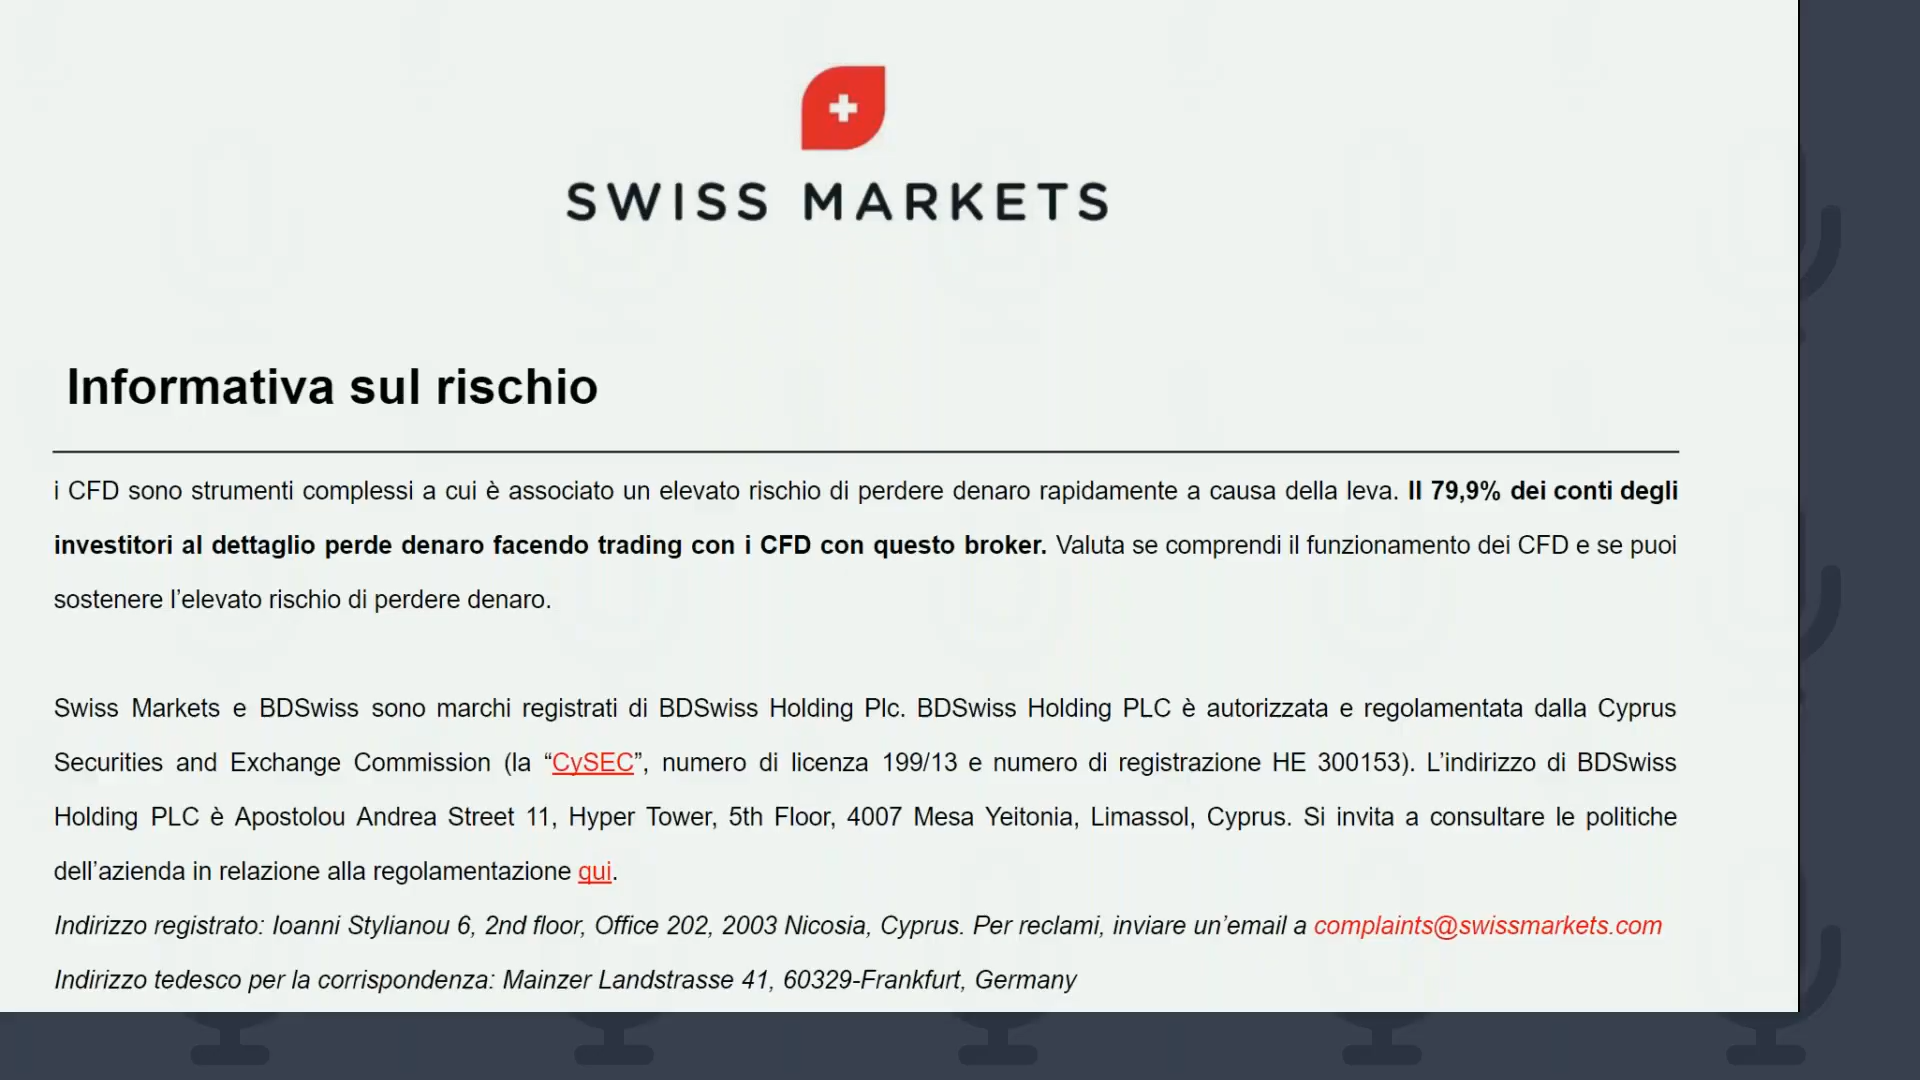 SWISS MARKETS
Informativa sul rischio
i CFD sono strumenti complessi a cui è associato un elevato rischio di perdere denaro rapidamente a causa della leva. Il 79,9% dei conti degli
investitori al dettaglio perde denaro facendo trading con i CFD con questo broker. Valuta se comprendi il funzionamento dei CFD e se puoi
sostenere l’elevato rischio di perdere denaro.
Swiss Markets e BDSwiss sono marchi registrati di BDSwiss Holding Plc. BDSwiss Holding PLC è autorizzata e regolamentata dalla Cyprus
Securities and Exchange Commission (la “CySEC”, numero di licenza 199/13 e numero di registrazione HE 300153). L’indirizzo di BDSwiss
Holding PLC è Apostolou Andrea Street 11, Hyper Tower, 5th Floor, 4007 Mesa Yeitonia, Limassol, Cyprus. Si invita a consultare le politiche
dell’azienda in relazione alla regolamentazione qui.
Indirizzo registrato: Ioanni Stylianou 6, 2nd floor, Office 202, 2003 Nicosia, Cyprus. Per reclami, inviare un’email a complaints@swissmarkets.com
Indirizzo tedesco per la corrispondenza: Mainzer Landstrasse 41, 60329-Frankfurt, Germany